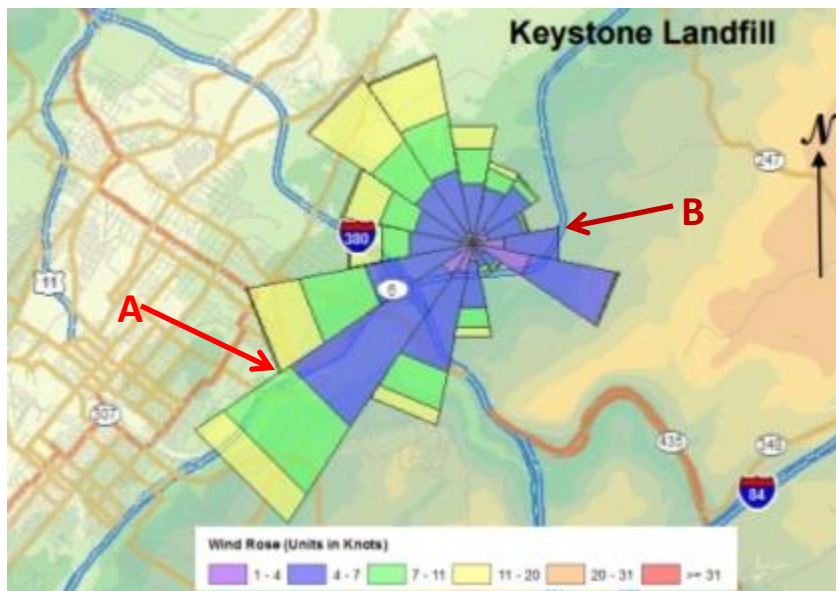 Keystone Landfill
N
247
B
380
11
6
A
307
435
348
84
Wind Rose (Units in Knots)
1 - 4 4 - 7 7 - 11 11 - 20 20 - 31 >= 31